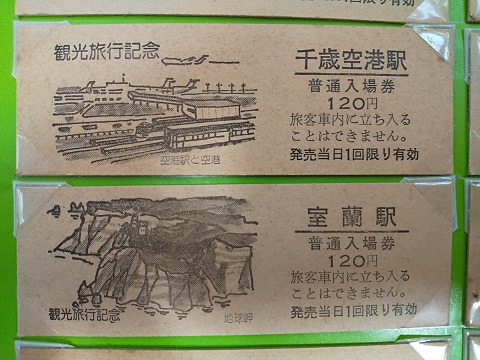 観光旅行記念
千歳空港駅
普通入場券
120円
旅客車内に立ち入る
ことはできません。
発売当日1回限り有効
空港駅と空港
室蘭駅
普通入場券
120円
旅客車内に立ち入る
ことはできません。
発売当日1回限り有効
観光旅行記念
地球岬